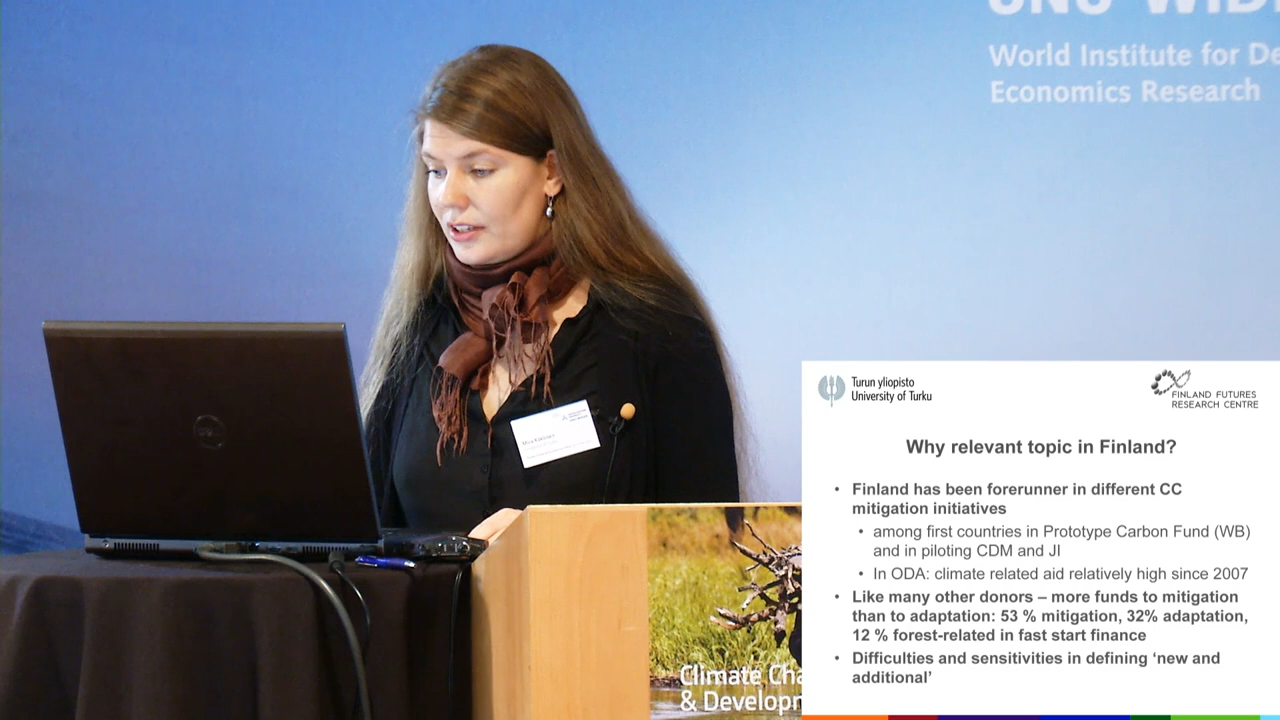 UNU-WIDE
World Institute for De
Economics Research
Turun yliopisto
University of Turku
FINLAND FUTURES
RESEARCH CENTRE
Why relevant topic in Finland?
• Finland has been forerunner in different CC
mitigation initiatives
• among first countries in Prototype Carbon Fund (WB)
and in piloting CDM and JI
• In ODA: climate related aid relatively high since 2007
• Like many other donors – more funds to mitigation
than to adaptation: 53 % mitigation, 32% adaptation,
12 % forest-related in fast start finance
• Difficulties and sensitivities in defining ‘new and
additional’
Climate Cha
& Developm
DELL